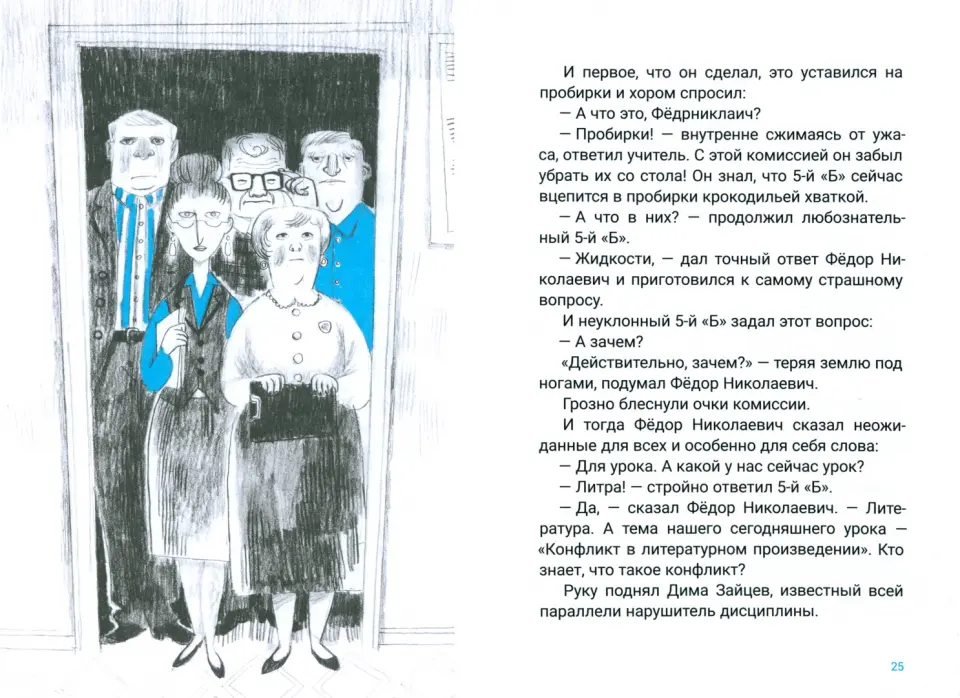 И первое, что он сделал, это уставился на
пробирки и хором спросил:
— А что это, Фёдрниклаич?
— Пробирки! — внутренне сжимаясь от ужа-
са, ответил учитель. С этой комиссией он забыл
убрать их со стола! Он знал, что 5-й «Б» сейчас
вцепится в пробирки крокодильей хваткой.
— А что в них? — продолжил любознатель-
ный 5-й «Б».
— Жидкости, — дал точный ответ Фёдор Ни-
колаевич и приготовился к самому страшному
вопросу.
И неуклонный 5-й «Б» задал этот вопрос:
— А зачем?
«Действительно, зачем?» — теряя землю под
ногами, подумал Фёдор Николаевич.
Грозно блеснули очки комиссии.
И тогда Фёдор Николаевич сказал неожи-
данные для всех и особенно для себя слова:
— Для урока. А какой у нас сейчас урок?
— Литра! — стройно ответил 5-й «Б».
— Да, — сказал Фёдор Николаевич. — Лите-
ратура. А тема нашего сегодняшнего урока —
«Конфликт в литературном произведении». Кто
знает, что такое конфликт?
Руку поднял Дима Зайцев, известный всей
параллели нарушитель дисциплины.
25